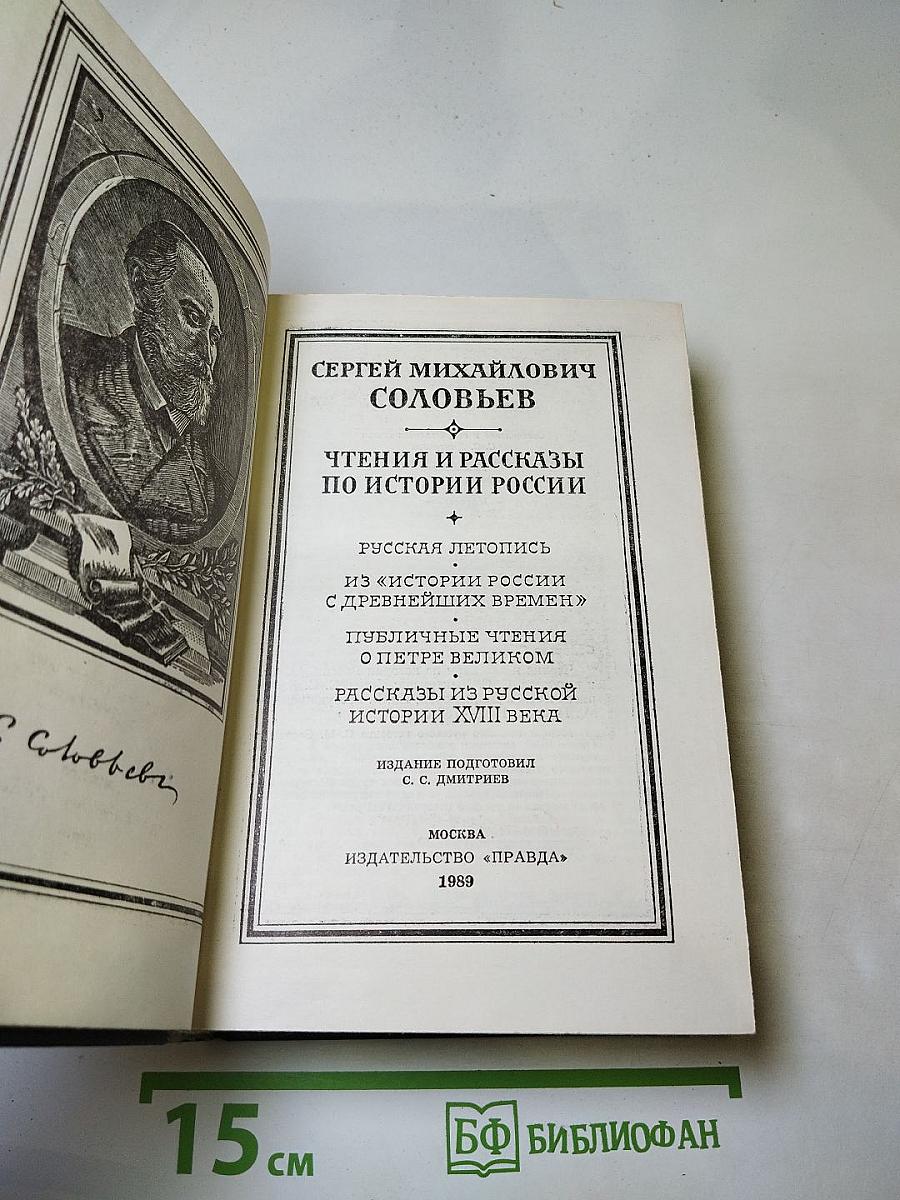 С Соловьевъ
СЕРГЕЙ МИХАЙЛОВИЧ
СОЛОВЬЕВ
ЧТЕНИЯ И РАССКАЗЫ
ПО ИСТОРИИ РОССИИ
РУССКАЯ ЛЕТОПИСЬ
ИЗ «ИСТОРИИ РОССИИ
С ДРЕВНЕЙШИХ ВРЕМЕН»
ПУБЛИЧНЫЕ ЧТЕНИЯ
О ПЕТРЕ ВЕЛИКОМ
РАССКАЗЫ ИЗ РУССКОЙ
ИСТОРИИ XVIII ВЕКА
ИЗДАНИЕ ПОДГОТОВИЛ
С. С. ДМИТРИЕВ
МОСКВА
ИЗДАТЕЛЬСТВО «ПРАВДА»
1989
15 см
БФ БИБЛИОФАН